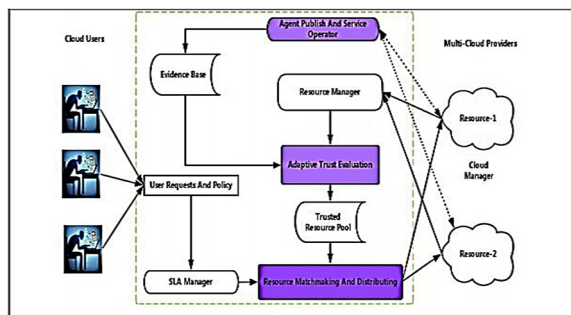 Agent Publish And Service
Operator
Cloud Users
Multi-Cloud Providers
Evidence Base
Resource Manager
Resource-1
Adaptive Trust Evaluation
Cloud
Manager
User Requests And Policy
Trusted
Resource Pool
Resource-2
SLA Manager
Resource Matchmaking And Distributing